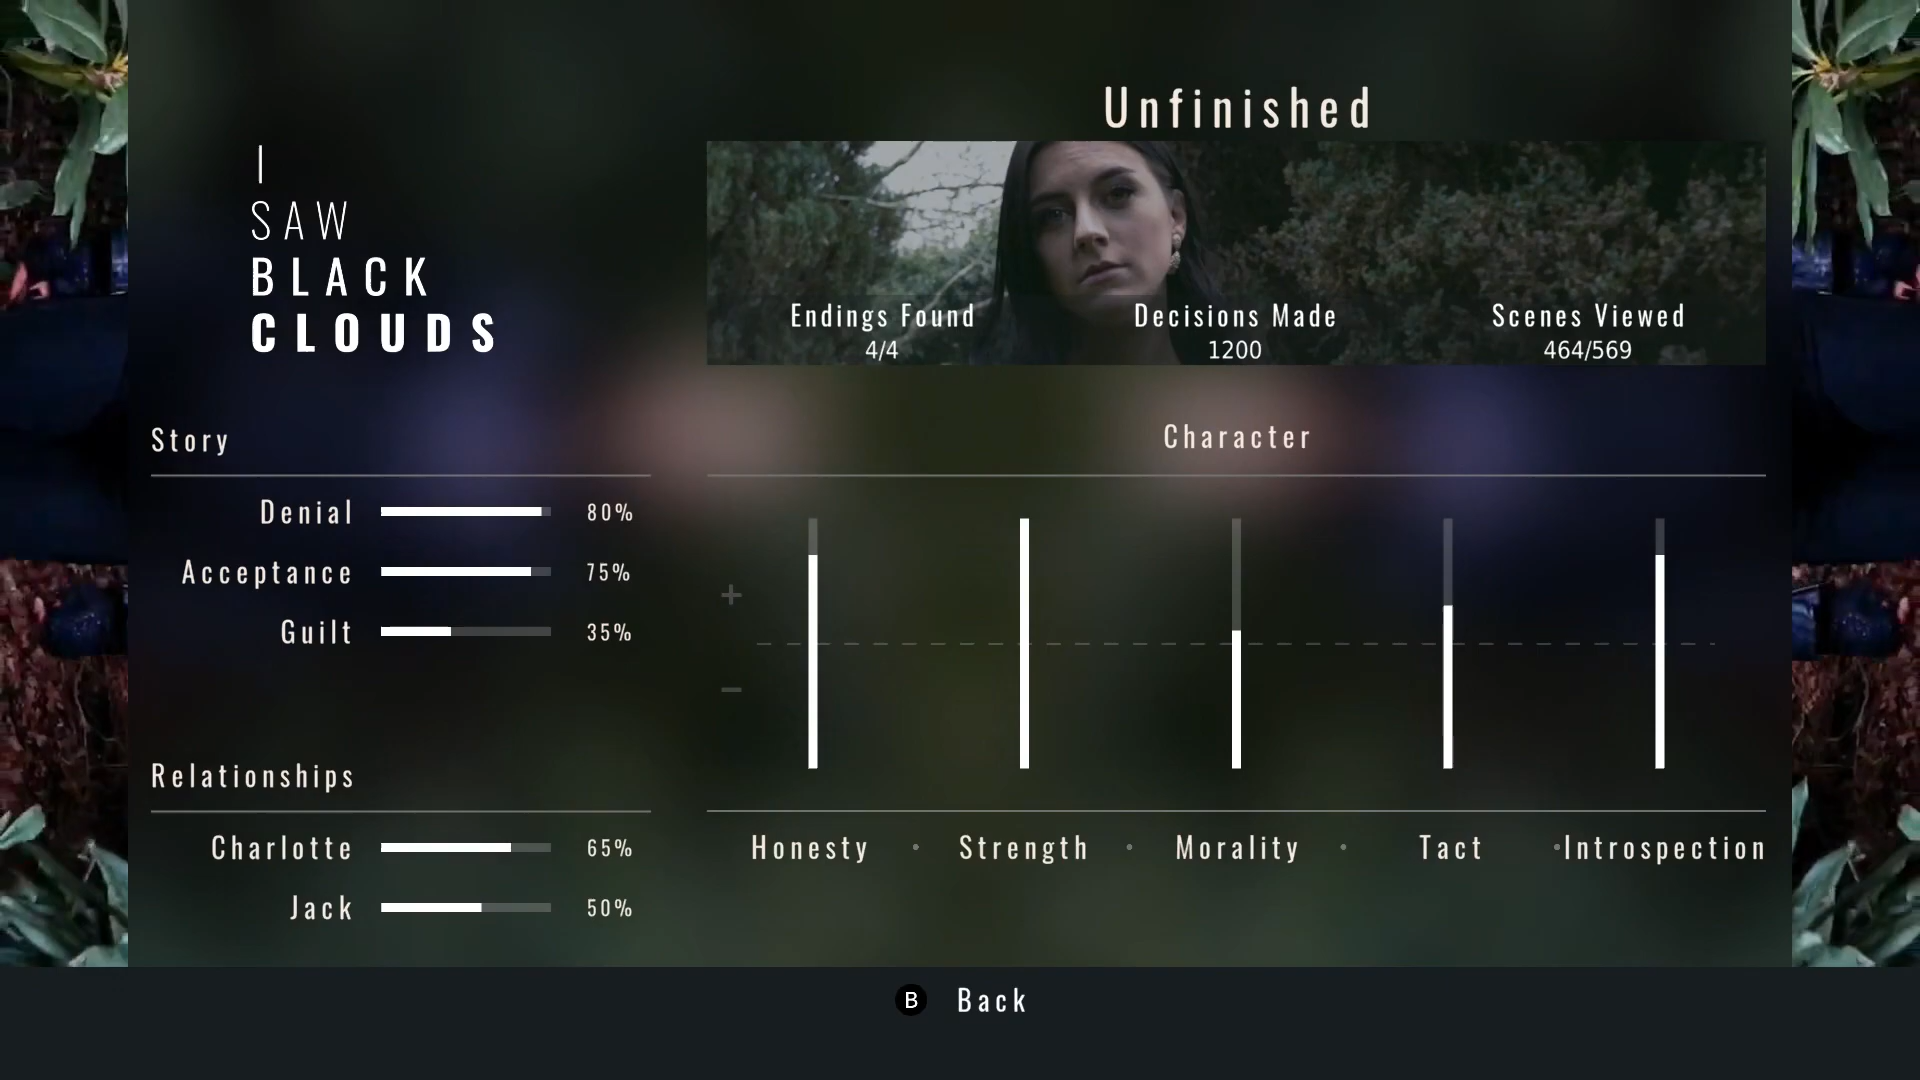 I
SAW
BLACK
CLOUDS
Unfinished
Endings Found
4/4
Decisions Made
1200
Scenes Viewed
464/569
Story
Denial 80%
Acceptance 75%
Guilt 35%
Relationships
Charlotte 65%
Jack 50%
Character
+
−
Honesty • Strength • Morality • Tact • Introspection
B Back